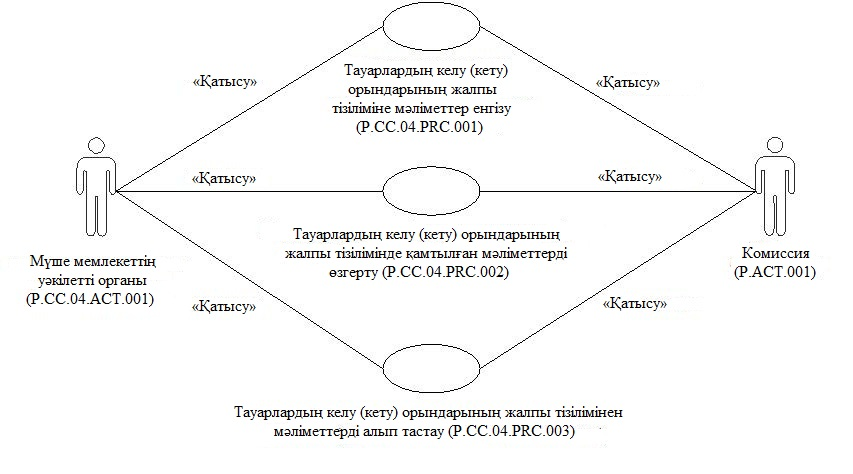 «Қатысу»
«Қатысу»
Тауарлардың келу (кету)
орындарының жалпы
тізіліміне мәліметтер енгізу
(P.CC.04.PRC.001)
«Қатысу»
«Қатысу»
Тауарлардың келу (кету) орындарының
жалпы тізілімінде қамтылған мәліметтерді
өзгерту (P.CC.04.PRC.002)
Мүше мемлекеттің
уәкілетті органы
(P.CC.04.ACT.001)
Комиссия
(P.ACT.001)
«Қатысу»
«Қатысу»
Тауарлардың келу (кету) орындарының жалпы тізілімінен
мәліметтерді алып тастау (P.CC.04.PRC.003)